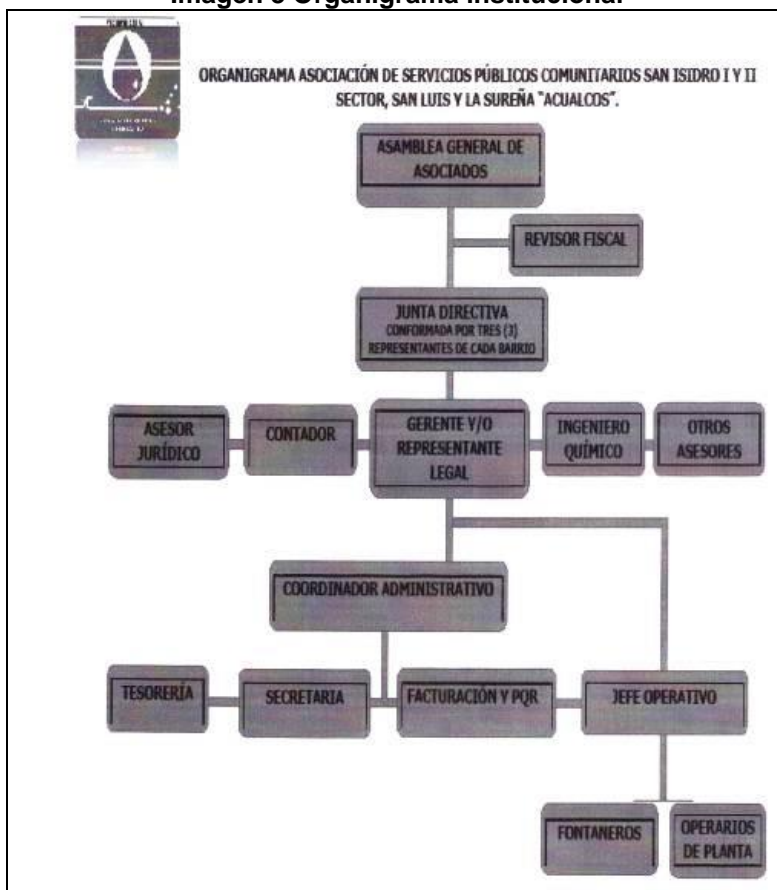 Imagen 3 Organigrama institucional
ORGANIGRAMA ASOCIACIÓN DE SERVICIOS PÚBLICOS COMUNITARIOS SAN ISIDRO I Y II
SECTOR, SAN LUIS Y LA SUREÑA "ACUALCOS".
ASAMBLEA GENERAL DE
ASOCIADOS
REVISOR FISCAL
JUNTA DIRECTIVA
CONFORMADA POR TRES (3)
REPRESENTANTES DE CADA BARRIO
ASESOR
JURÍDICO
CONTADOR
GERENTE Y/O
REPRESENTANTE
LEGAL
INGENIERO
QUÍMICO
OTROS
ASESORES
COORDINADOR ADMINISTRATIVO
TESORERÍA
SECRETARIA
FACTURACIÓN Y PQR
JEFE OPERATIVO
FONTANEROS
OPERARIOS
DE PLANTA